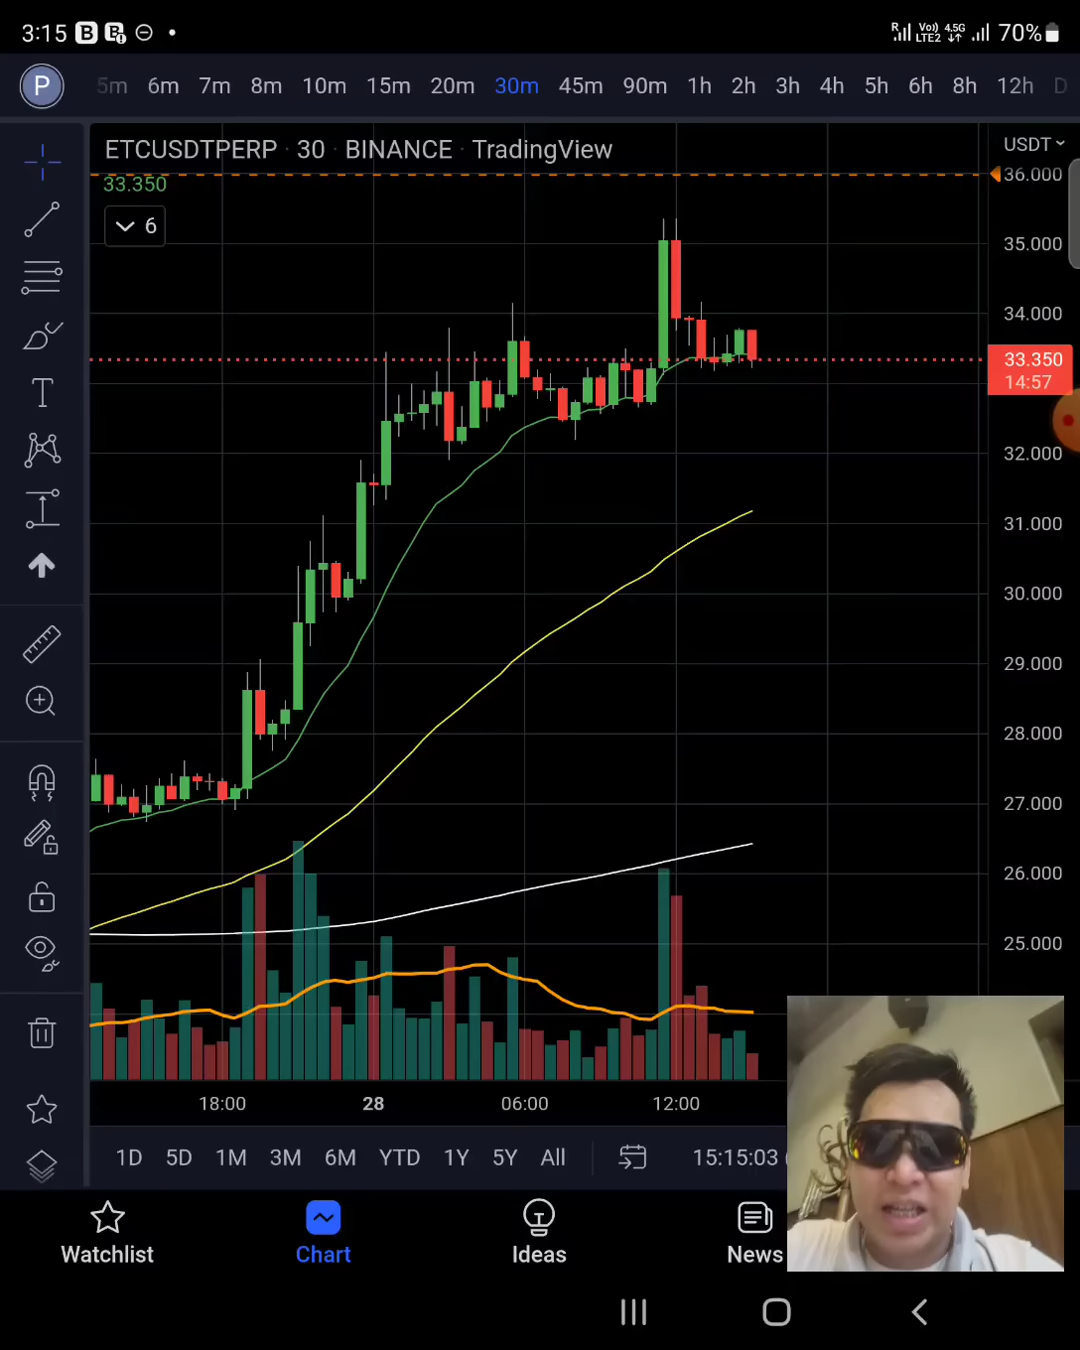 3:15 B B R Vo)) LTE2 4.5G 70%
P 5m 6m 7m 8m 10m 15m 20m 30m 45m 90m 1h 2h 3h 4h 5h 6h 8h 12h D
ETCUSDTPERP · 30 BINANCE · TradingView USDT
36.000
33.350
6
35.000
34.000
33.350
14:57
32.000
31.000
30.000
29.000
28.000
27.000
26.000
25.000
18:00 28 06:00 12:00
1D 5D 1M 3M 6M YTD 1Y 5Y All 15:15:03
Watchlist Chart Ideas News